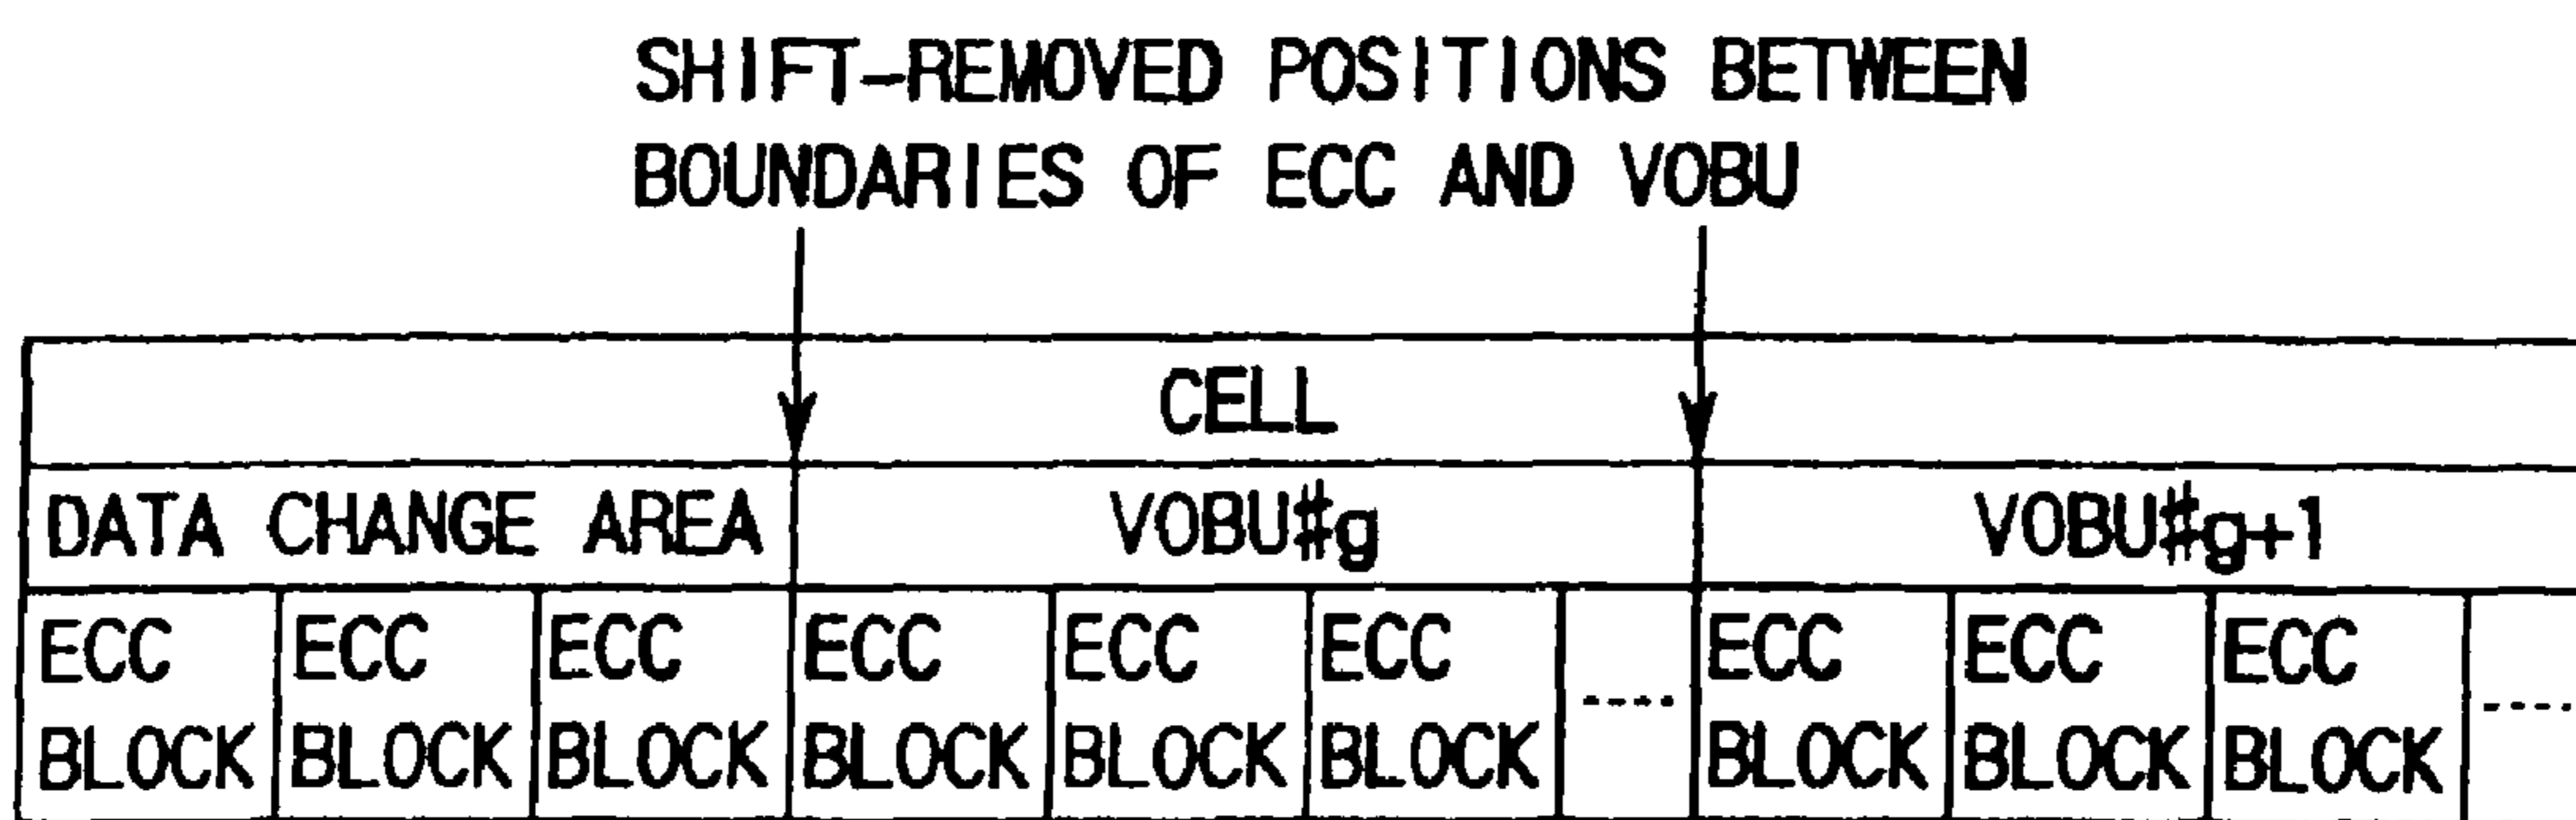 SHIFT-REMOVED POSITIONS BETWEEN
BOUNDARIES OF ECC AND VOBU
CELL
DATA CHANGE AREA VOBU#g VOBU#g+1
ECC ECC ECC ECC ECC ECC ---- ECC ECC ECC ----
BLOCK BLOCK BLOCK BLOCK BLOCK BLOCK BLOCK BLOCK BLOCK